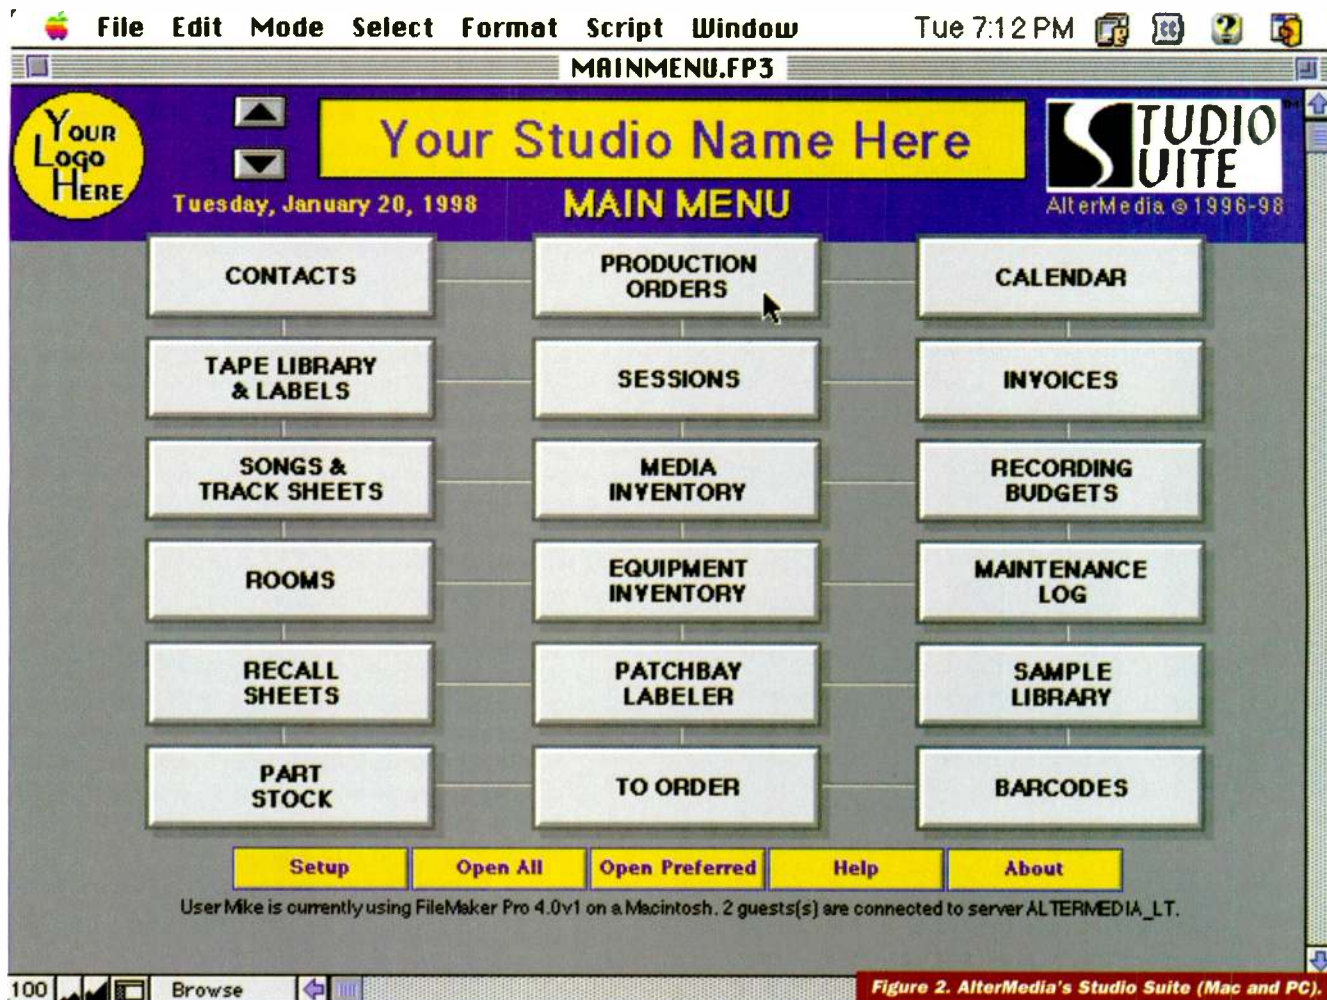 File Edit Mode Select Format Script Window Tue 7:12 PM
MAINMENU.FP3
YOUR
LOGO
HERE
Your Studio Name Here
STUDIO
SUITE
TM
Tuesday, January 20, 1998
MAIN MENU
AlterMedia © 1996-98
CONTACTS
PRODUCTION
ORDERS
CALENDAR
TAPE LIBRARY
& LABELS
SESSIONS
INVOICES
SONGS &
TRACK SHEETS
MEDIA
INVENTORY
RECORDING
BUDGETS
ROOMS
EQUIPMENT
INVENTORY
MAINTENANCE
LOG
RECALL
SHEETS
PATCHBAY
LABELER
SAMPLE
LIBRARY
PART
STOCK
TO ORDER
BARCODES
Setup Open All Open Preferred Help About
User Mike is currently using FileMaker Pro 4.0v1 on a Macintosh. 2 guests(s) are connected to server ALTERMEDIA_LT.
100 Browse
Figure 2. AlterMedia's Studio Suite (Mac and PC).